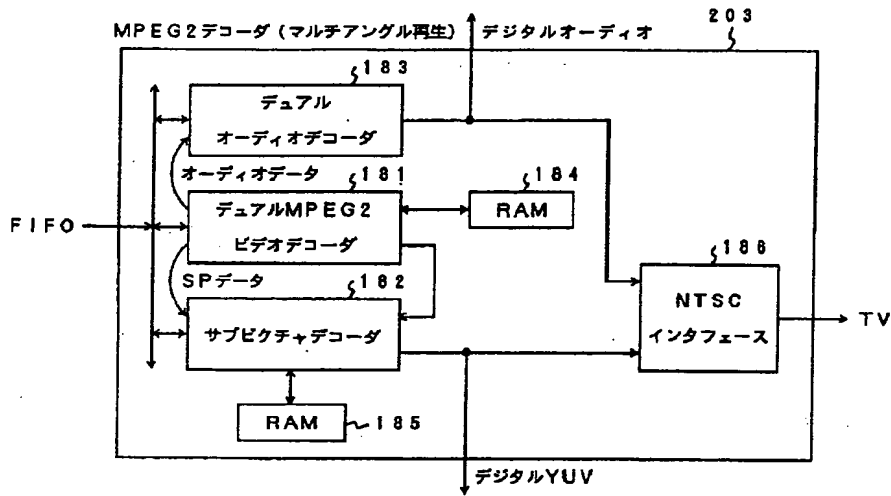 203
MPEG2デコーダ(マルチアングル再生)
デジタルオーディオ
183
デュアル
オーディオデコーダ
オーディオデータ
181
184
デュアルMPEG2
ビデオデコーダ
RAM
FIFO
SPデータ
182
186
サブピクチャデコーダ
NTSC
インタフェース
TV
RAM
185
デジタルYUV